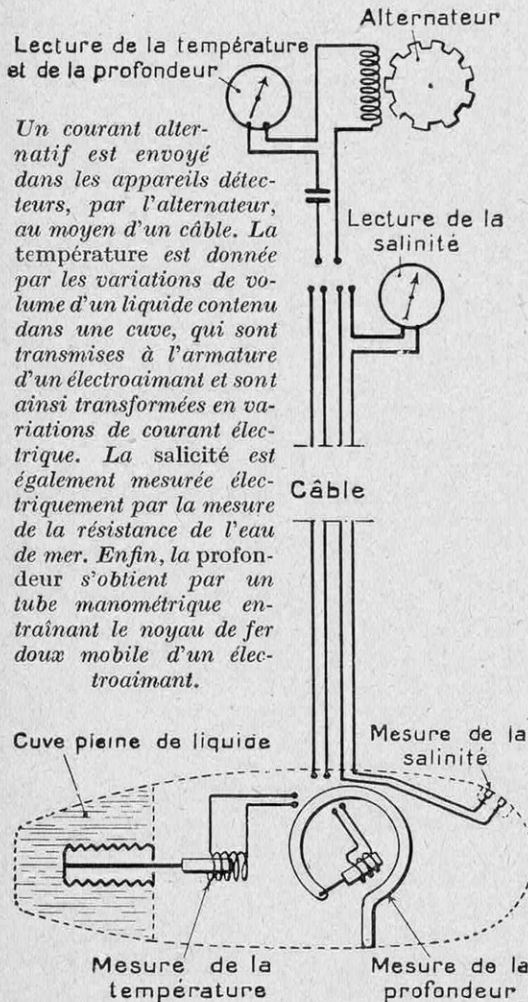 Alternateur
Lecture de la température
et de la profondeur
Un courant alter-
natif est envoyé
dans les appareils détec-
teurs, par l'alternateur,
au moyen d'un câble. La
température est donnée
par les variations de vo-
lume d'un liquide contenu
dans une cuve, qui sont
transmises à l'armature
d'un électroaimant et sont
ainsi transformées en va-
riations de courant élec-
trique. La salicité est
également mesurée élec-
triquement par la mesure
de la résistance de l'eau
de mer. Enfin, la profon-
deur s'obtient par un
tube manométrique en-
traînant le noyau de fer
doux mobile d'un élec-
troaimant.
Lecture de la
salinité
Câble
Cuve pleine de liquide
Mesure de la
salinité
Mesure de la
température
Mesure de la
profondeur